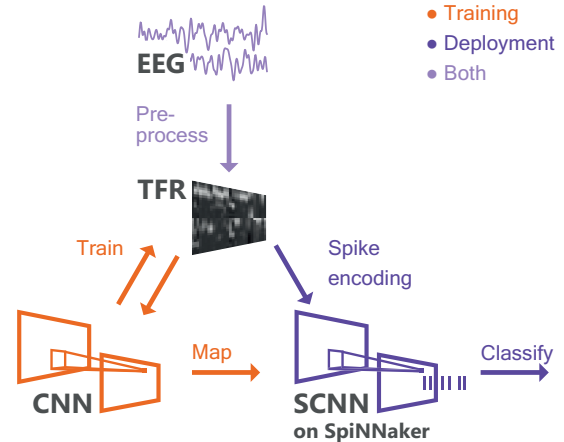 ● Training
● Deployment
● Both
EEG
Pre-
process
TFR
Train
Spike
encoding
Map
Classify
CNN
SCNN
on SpiNNaker